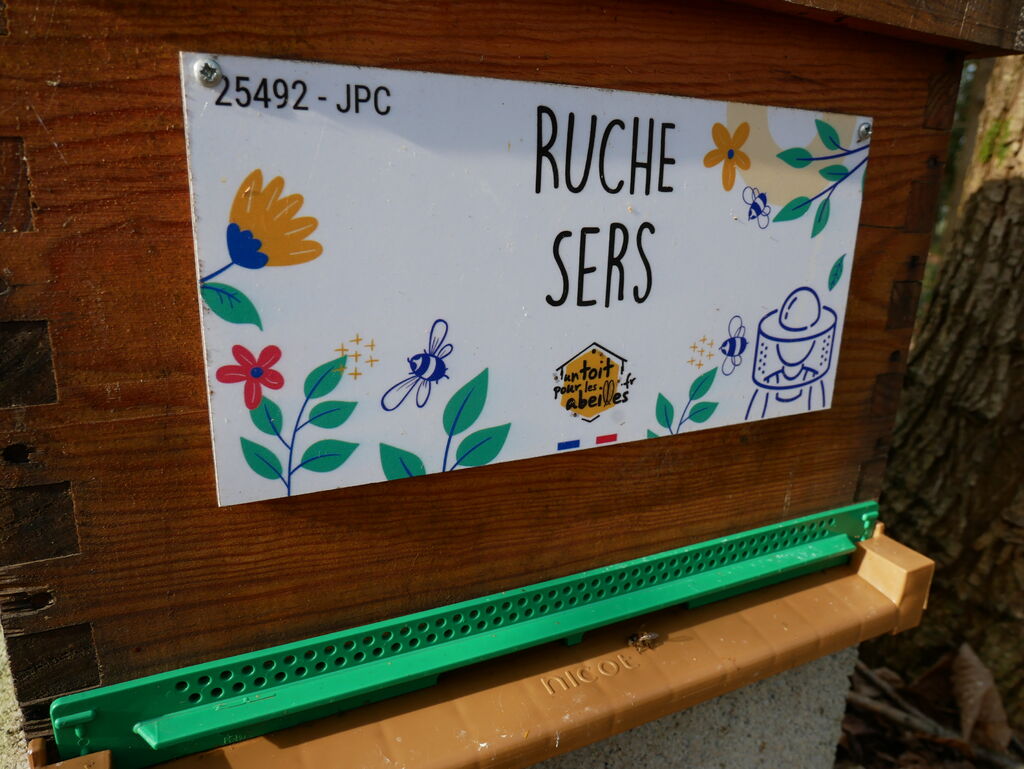 25492 - JPC
RUCHE
SERS
un toit
pour les
abeilles
.fr
NICOT